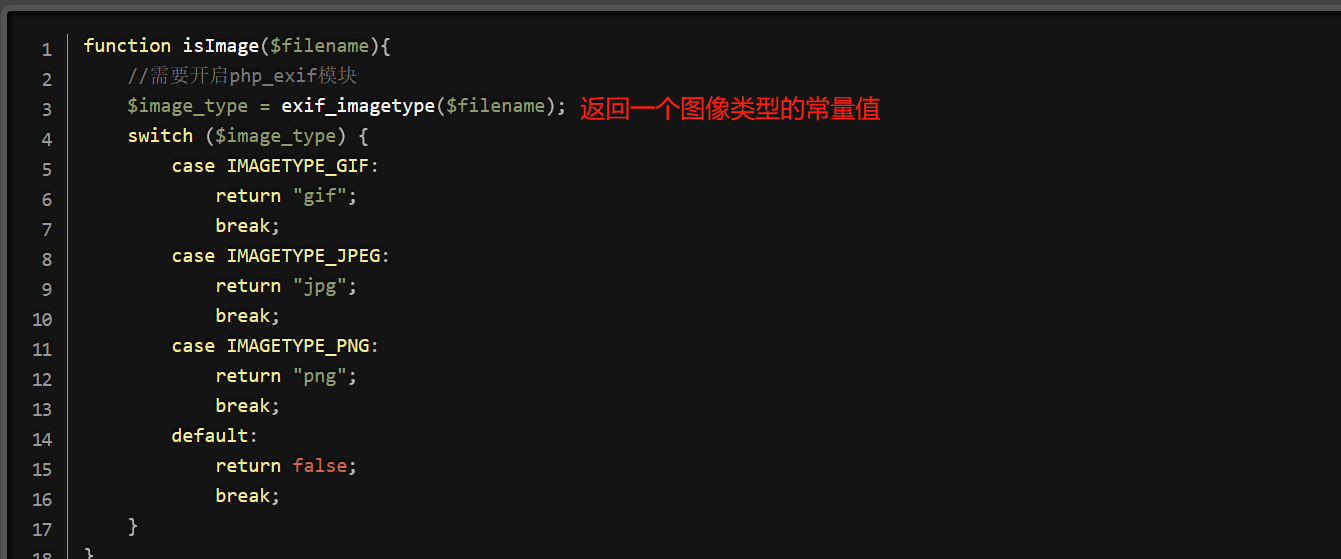 1 function isImage($filename){
2 //需要开启php_exif模块
3 $image_type = exif_imagetype($filename); 返回一个图像类型的常量值
4 switch ($image_type) {
5 case IMAGETYPE_GIF:
6 return "gif";
7 break;
8 case IMAGETYPE_JPEG:
9 return "jpg";
10 break;
11 case IMAGETYPE_PNG:
12 return "png";
13 break;
14 default:
15 return false;
16 break;
17 }
18 }